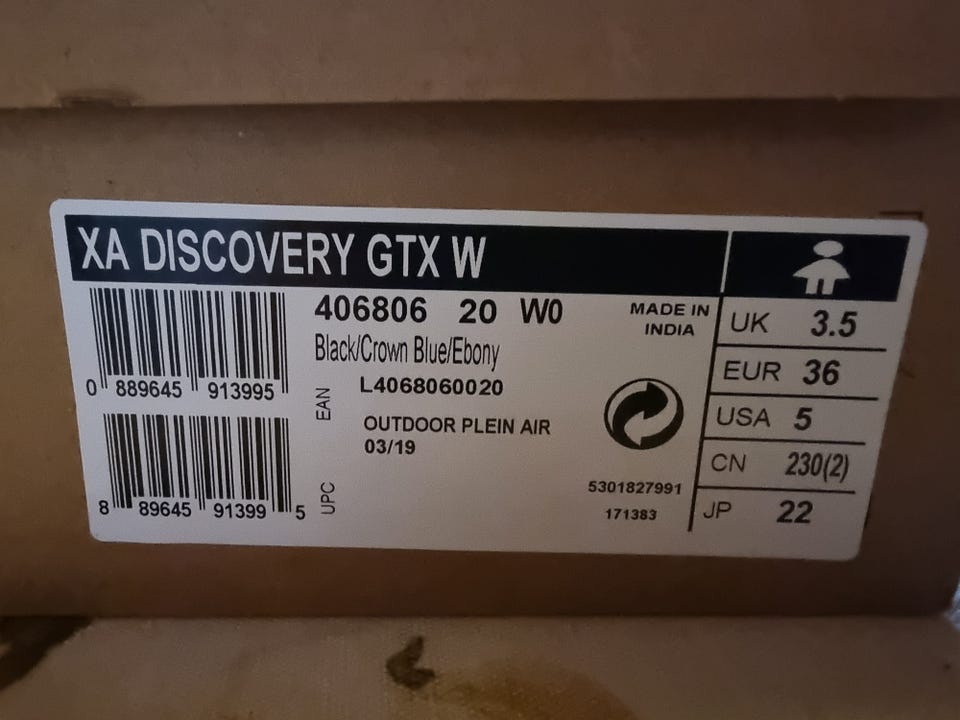 XA DISCOVERY GTX W
406806 20 W0
Black/Crown Blue/Ebony
L4068060020
OUTDOOR PLEIN AIR
03/19
MADE IN
INDIA
0 889645 913995
EAN
8 89645 91399 5
UPC
5301827991
171383
UK 3.5
EUR 36
USA 5
CN 230(2)
JP 22